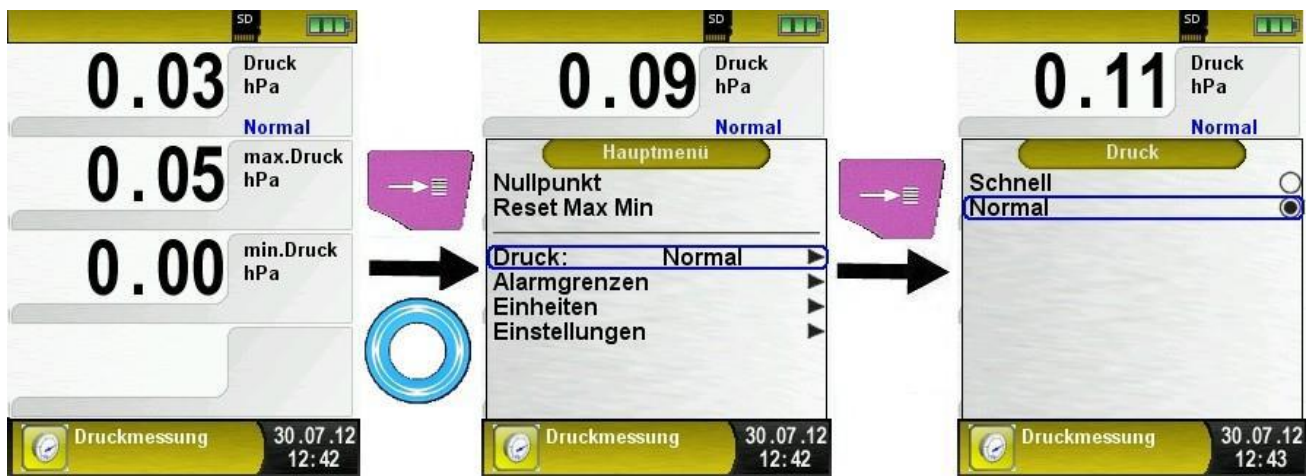 SD
0.03 Druck
hPa
Normal
0.05 max.Druck
hPa
0.00 min.Druck
hPa
Druckmessung 30.07.12
12:42
SD
0.09 Druck
hPa
Normal
Hauptmenü
Nullpunkt
Reset Max Min
Druck: Normal
Alarmgrenzen
Einheiten
Einstellungen
Druckmessung 30.07.12
12:42
SD
0.11 Druck
hPa
Normal
Druck
Schnell
Normal
Druckmessung 30.07.12
12:43